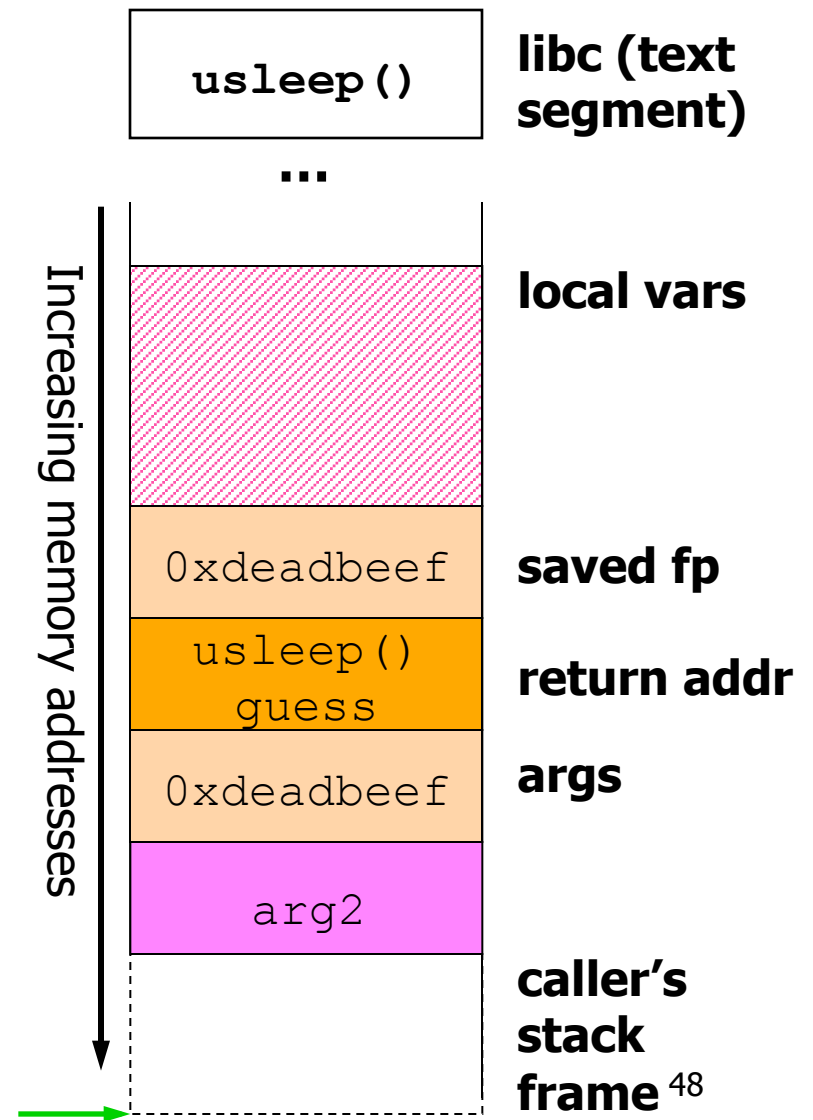 usleep()
libc (text
segment)
...
Increasing memory addresses
local vars
0xdeadbeef
saved fp
usleep()
guess
return addr
0xdeadbeef
args
arg2
caller’s
stack
frame 48